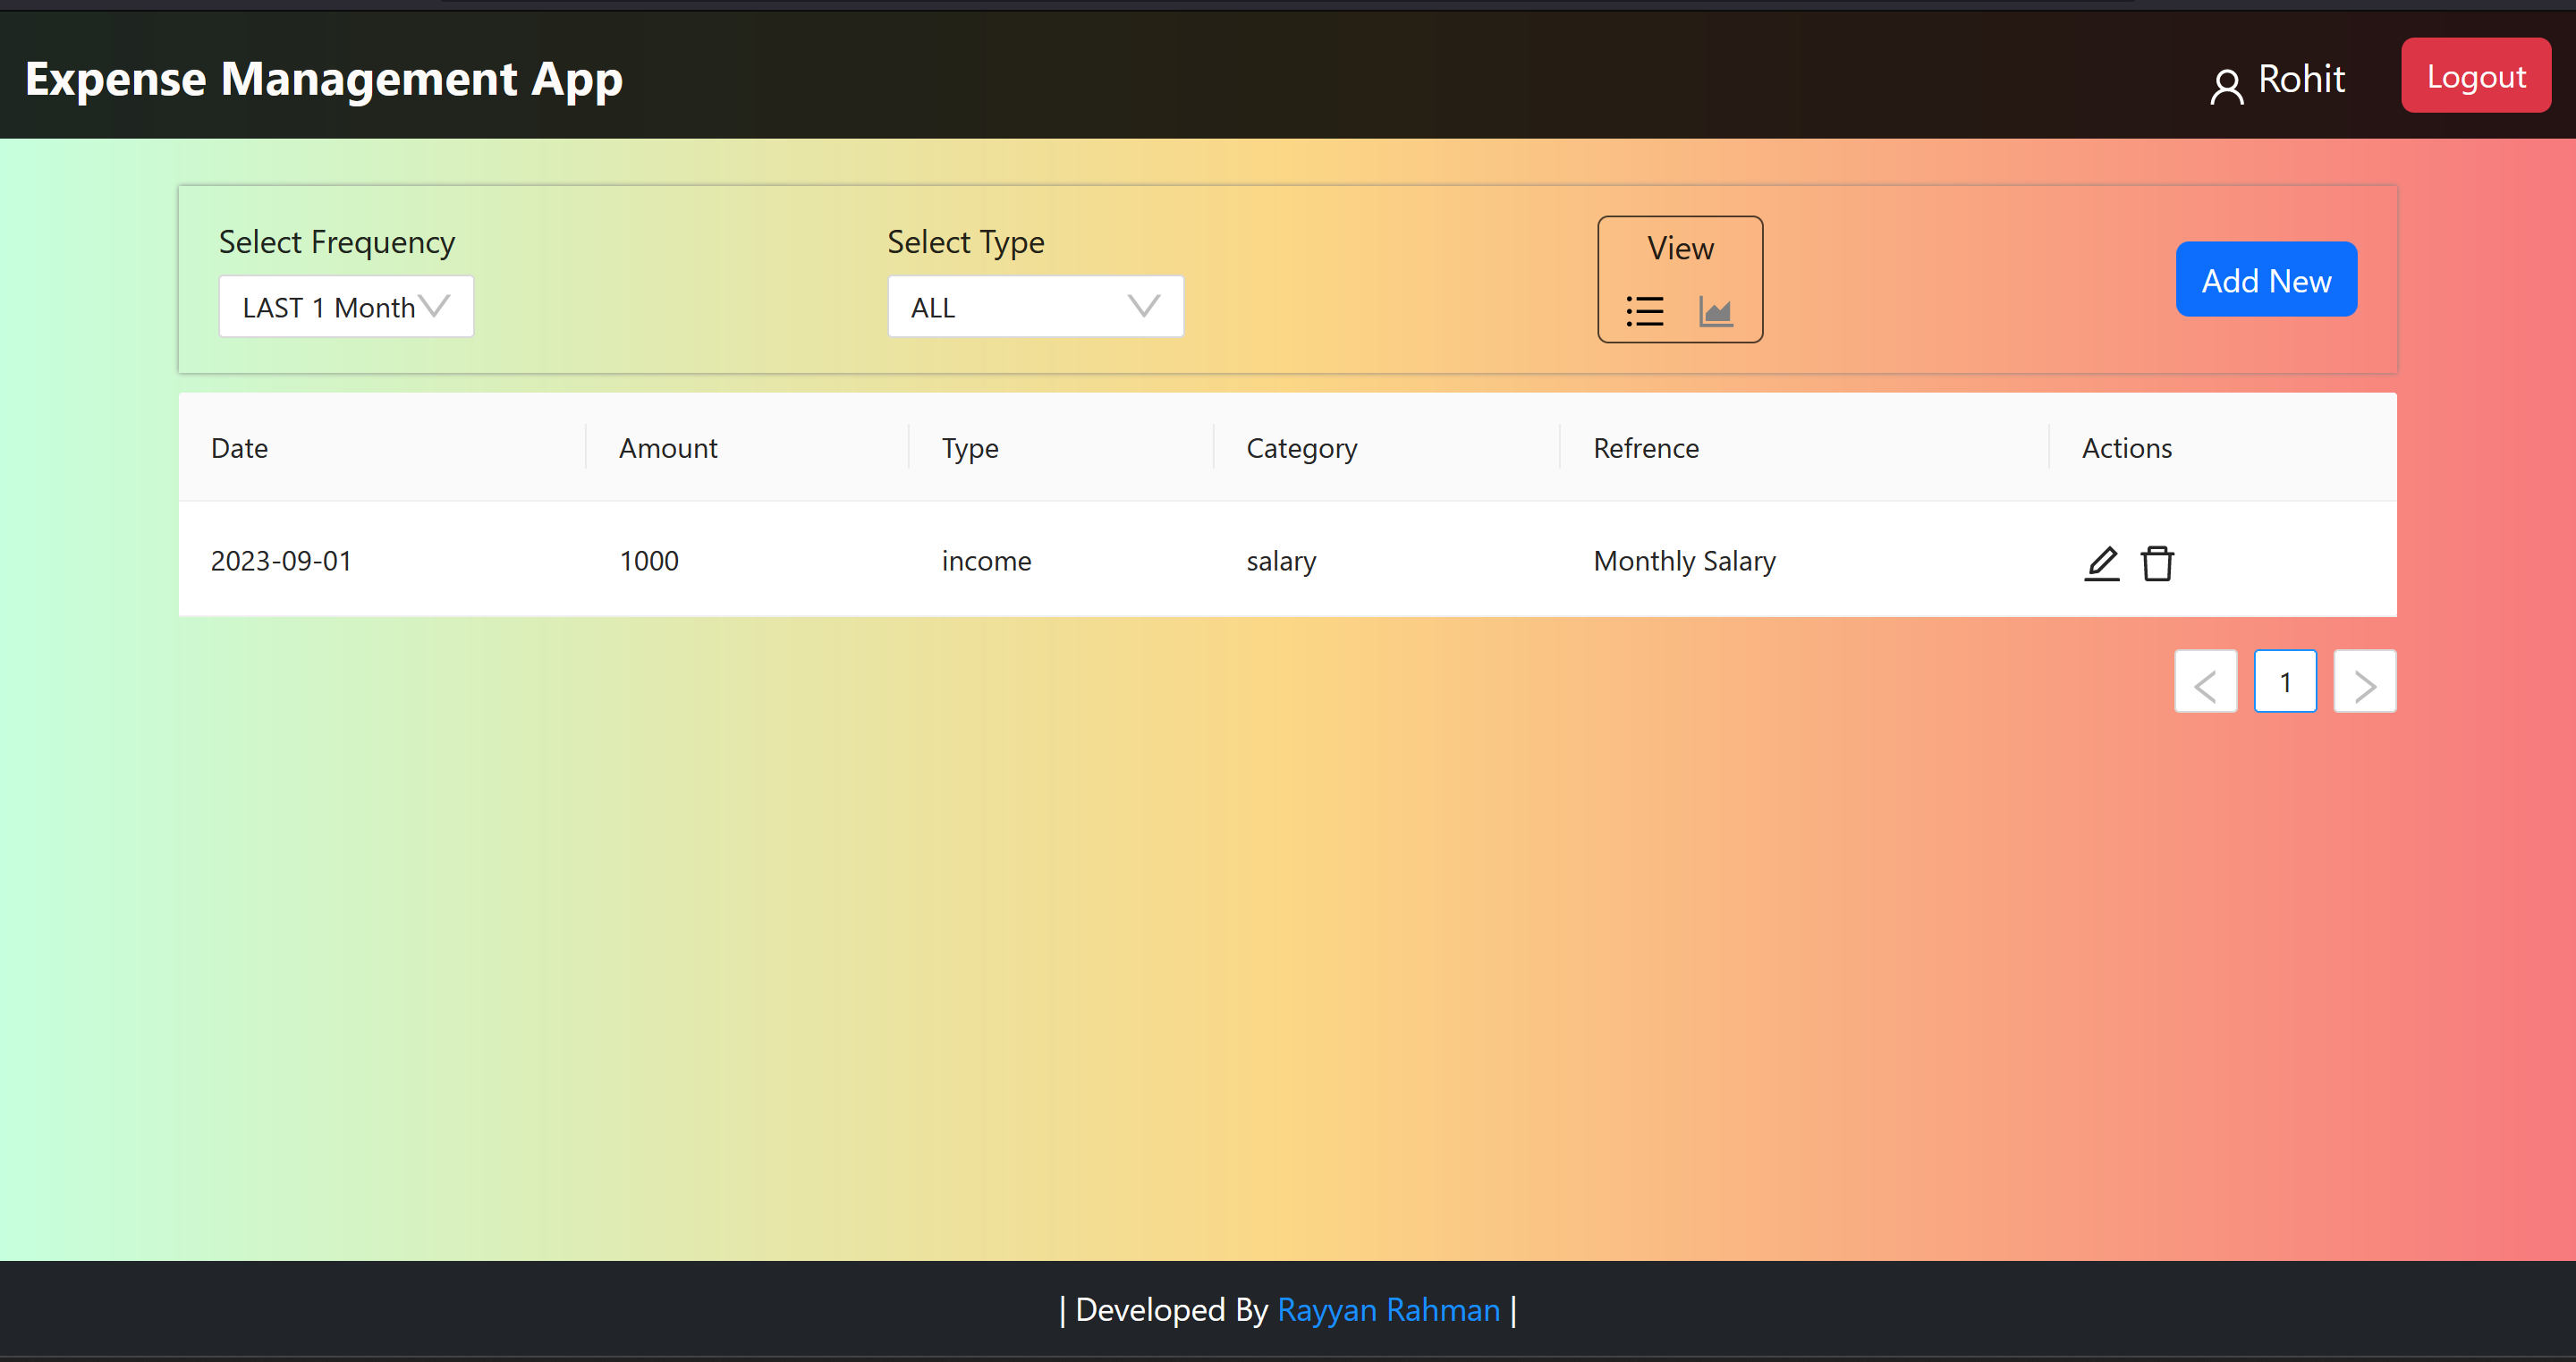 Expense Management App
Rohit
Logout
Select Frequency
Select Type
View
LAST 1 Month
ALL
Add New
Date Amount Type Category Refrence Actions
2023-09-01 1000 income salary Monthly Salary
1
| Developed By Rayyan Rahman |